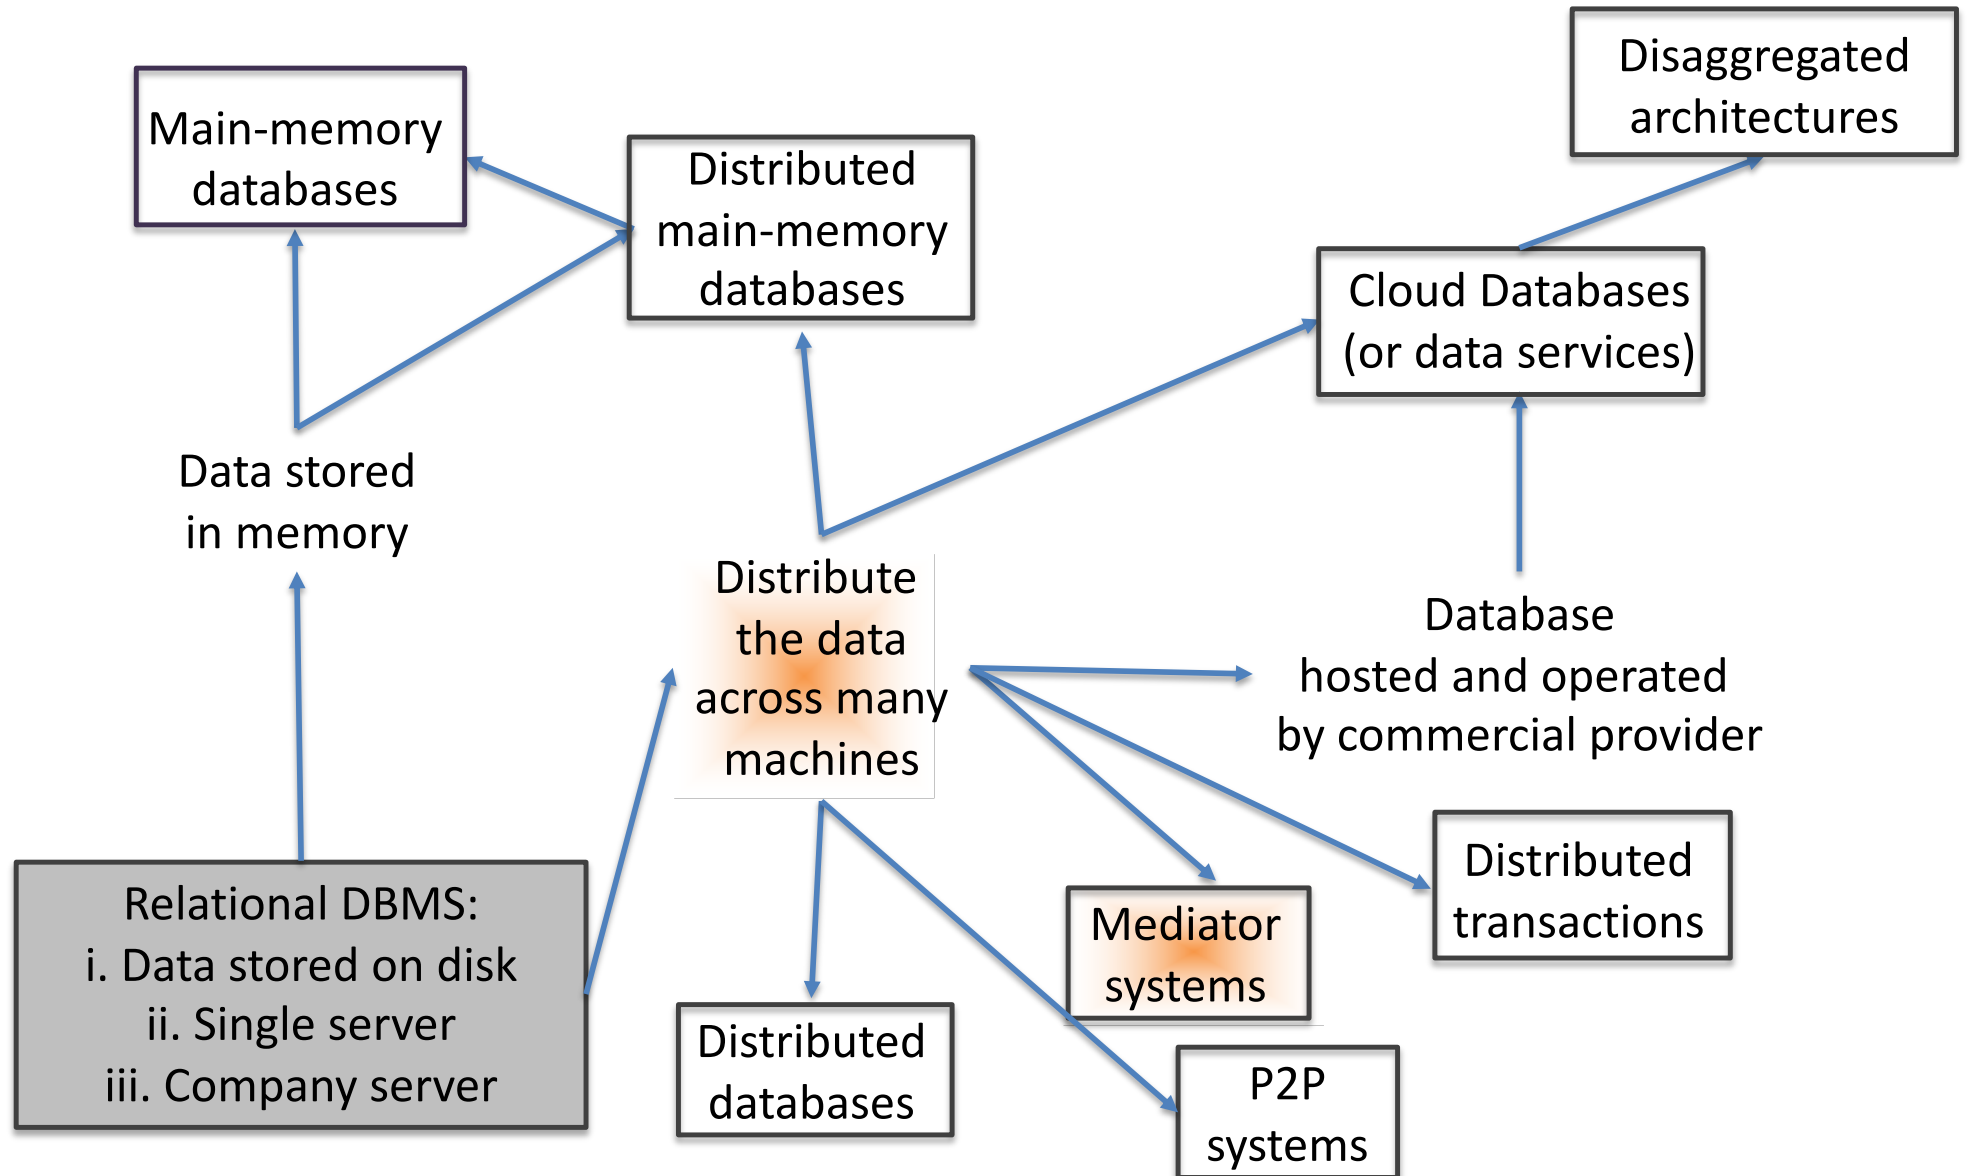 Disaggregated
architectures
Main-memory
databases
Distributed
main-memory
databases
Cloud Databases
(or data services)
Data stored
in memory
Distribute
the data
across many
machines
Database
hosted and operated
by commercial provider
Relational DBMS:
i. Data stored on disk
ii. Single server
iii. Company server
Distributed
transactions
Mediator
systems
Distributed
databases
P2P
systems